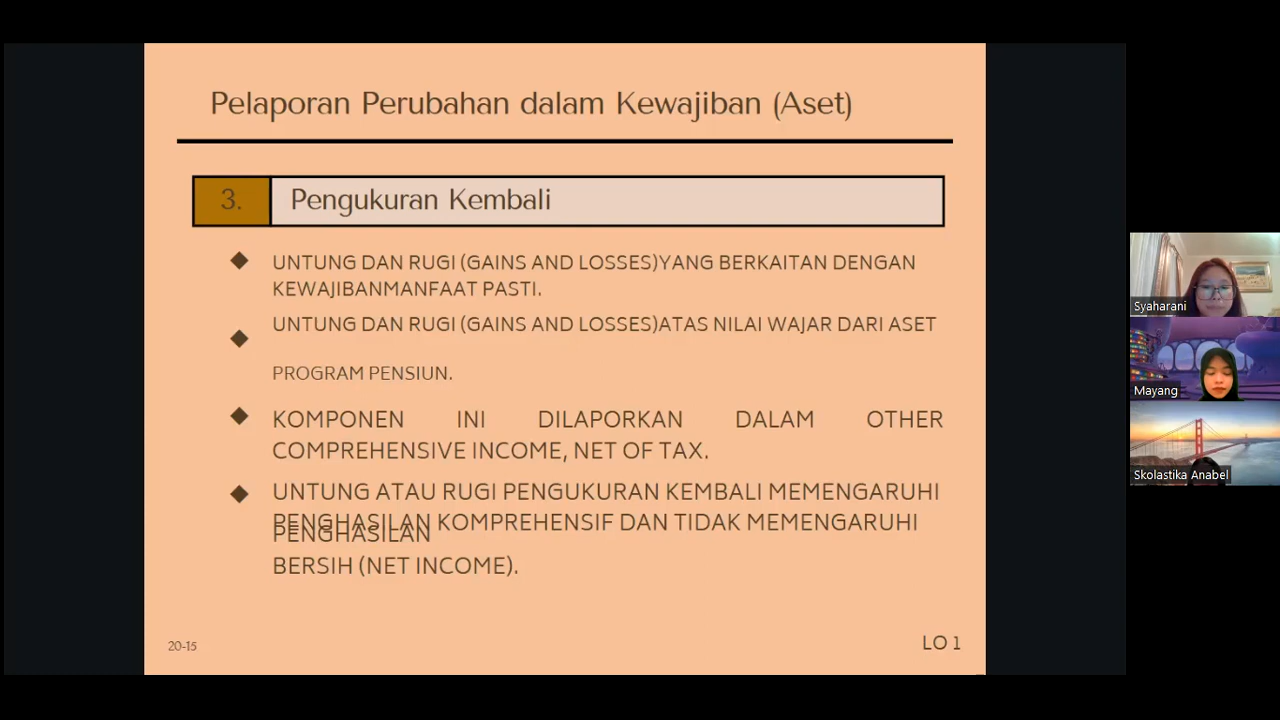 Pelaporan Perubahan dalam Kewajiban (Aset)
3. Pengukuran Kembali
UNTUNG DAN RUGI (GAINS AND LOSSES)YANG BERKAITAN DENGAN
KEWAJIBANMANFAAT PASTI.
UNTUNG DAN RUGI (GAINS AND LOSSES)ATAS NILAI WAJAR DARI ASET
PROGRAM PENSIUN.
KOMPONEN INI DILAPORKAN DALAM OTHER
COMPREHENSIVE INCOME, NET OF TAX.
UNTUNG ATAU RUGI PENGUKURAN KEMBALI MEMENGARUHI
PENGHASILAN KOMPREHENSIF DAN TIDAK MEMENGARUHI
PENGHASILAN
BERSIH (NET INCOME).
20-15
LO 1
Syaharani
Mayang
Skolastika Anabel